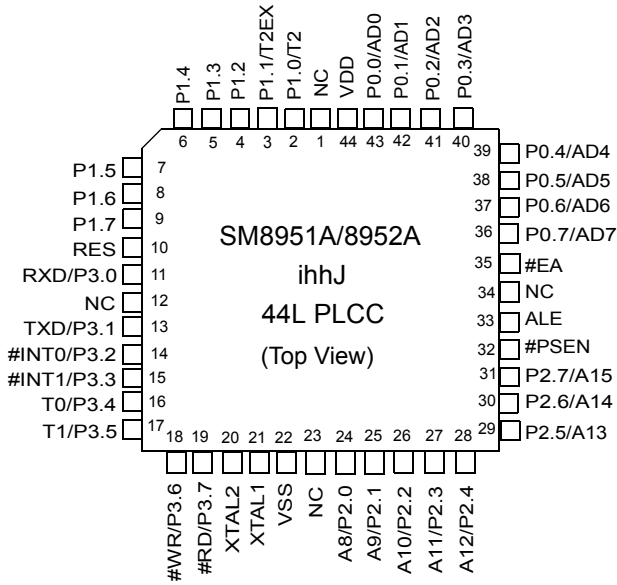 P1.4
P1.3
P1.2
P1.1/T2EX
P1.0/T2
NC
VDD
P0.0/AD0
P0.1/AD1
P0.2/AD2
P0.3/AD3
6
5
4
3
2
1
44
43
42
41
40
P1.5
7
P1.6
8
P1.7
9
RES
10
RXD/P3.0
11
NC
12
TXD/P3.1
13
#INT0/P3.2
14
#INT1/P3.3
15
T0/P3.4
16
T1/P3.5
17
SM8951A/8952A
ihhJ
44L PLCC
(Top View)
39
P0.4/AD4
38
P0.5/AD5
37
P0.6/AD6
36
P0.7/AD7
35
#EA
34
NC
33
ALE
32
#PSEN
31
P2.7/A15
30
P2.6/A14
29
P2.5/A13
18
19
20
21
22
23
24
25
26
27
28
#WR/P3.6
#RD/P3.7
XTAL2
XTAL1
VSS
NC
A8/P2.0
A9/P2.1
A10/P2.2
A11/P2.3
A12/P2.4